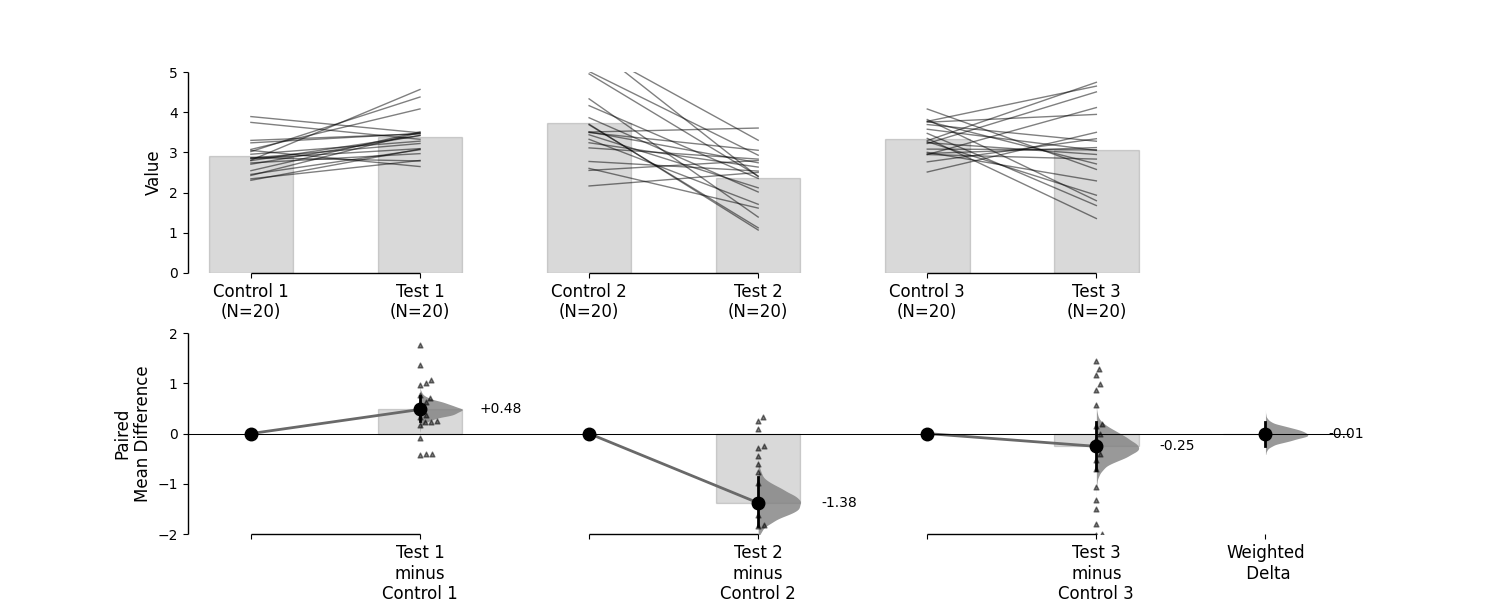 5
4
3
2
1
0
Value
Control 1
(N=20)
Test 1
(N=20)
Control 2
(N=20)
Test 2
(N=20)
Control 3
(N=20)
Test 3
(N=20)
2
1
0
−1
−2
Paired
Mean Difference
+0.48
-1.38
-0.25
-0.01
Test 1
minus
Control 1
Test 2
minus
Control 2
Test 3
minus
Control 3
Weighted
Delta